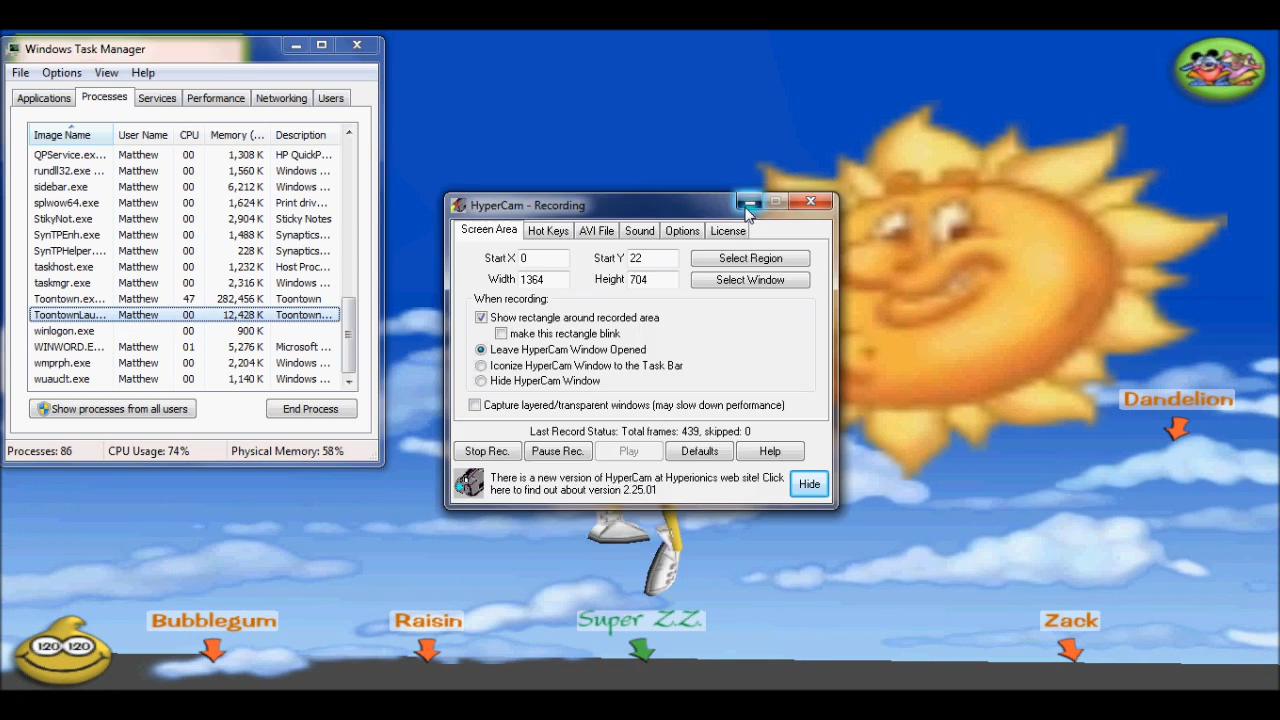 Windows Task Manager
File Options View Help
Applications Processes Services Performance Networking Users
Image Name User Name CPU Memory (... Description
QPService.ex... Matthew 00 1,308 K HP QuickP...
rundll32.exe ... Matthew 00 1,560 K Windows ...
sidebar.exe Matthew 00 6,212 K Windows ...
splwow64.exe Matthew 00 1,624 K Print driv...
StikyNot.exe Matthew 00 2,904 K Sticky Notes
SynTPEnh.exe Matthew 00 1,488 K Synaptics...
SynTPHelper.... Matthew 00 228 K Synaptics...
taskhost.exe Matthew 00 1,232 K Host Proc...
taskmgr.exe Matthew 00 2,316 K Windows ...
Toontown.ex... Matthew 47 282,456 K Toontown
ToontownLau... Matthew 00 12,428 K Toontown...
winlogon.exe 00 900 K
WINWORD.E... Matthew 01 5,276 K Microsoft ...
wmprph.exe Matthew 00 2,204 K Windows ...
wuauclt.exe Matthew 00 1,140 K Windows ...
Show processes from all users End Process
Processes: 86 CPU Usage: 74% Physical Memory: 58%
HyperCam - Recording
Screen Area Hot Keys AVI File Sound Options License
Start X 0 Start Y 22 Select Region
Width 1364 Height 704 Select Window
When recording:
Show rectangle around recorded area
make this rectangle blink
Leave HyperCam Window Opened
Iconize HyperCam Window to the Task Bar
Hide HyperCam Window
Capture layered/transparent windows (may slow down performance)
Last Record Status: Total frames: 439, skipped: 0
Stop Rec. Pause Rec. Play Defaults Help
There is a new version of HyperCam at Hyperionics web site! Click
here to find out about version 2.25.01
Hide
Dandelion
Bubblegum Raisin Super Z.Z. Zack
120 120